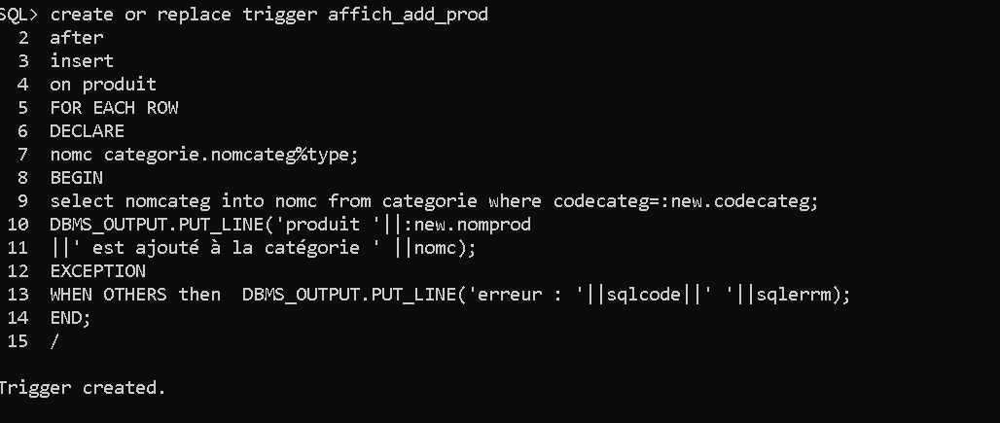 SQL> create or replace trigger affich_add_prod
2 after
3 insert
4 on produit
5 FOR EACH ROW
6 DECLARE
7 nomc categorie.nomcateg%type;
8 BEGIN
9 select nomcateg into nomc from categorie where codecateg=:new.codecateg;
10 DBMS_OUTPUT.PUT_LINE('produit '||:new.nomprod
11 ||' est ajouté à la catégorie ' ||nomc);
12 EXCEPTION
13 WHEN OTHERS then  DBMS_OUTPUT.PUT_LINE('erreur : '||sqlcode||' '||sqlerrm);
14 END;
15 /
Trigger created.